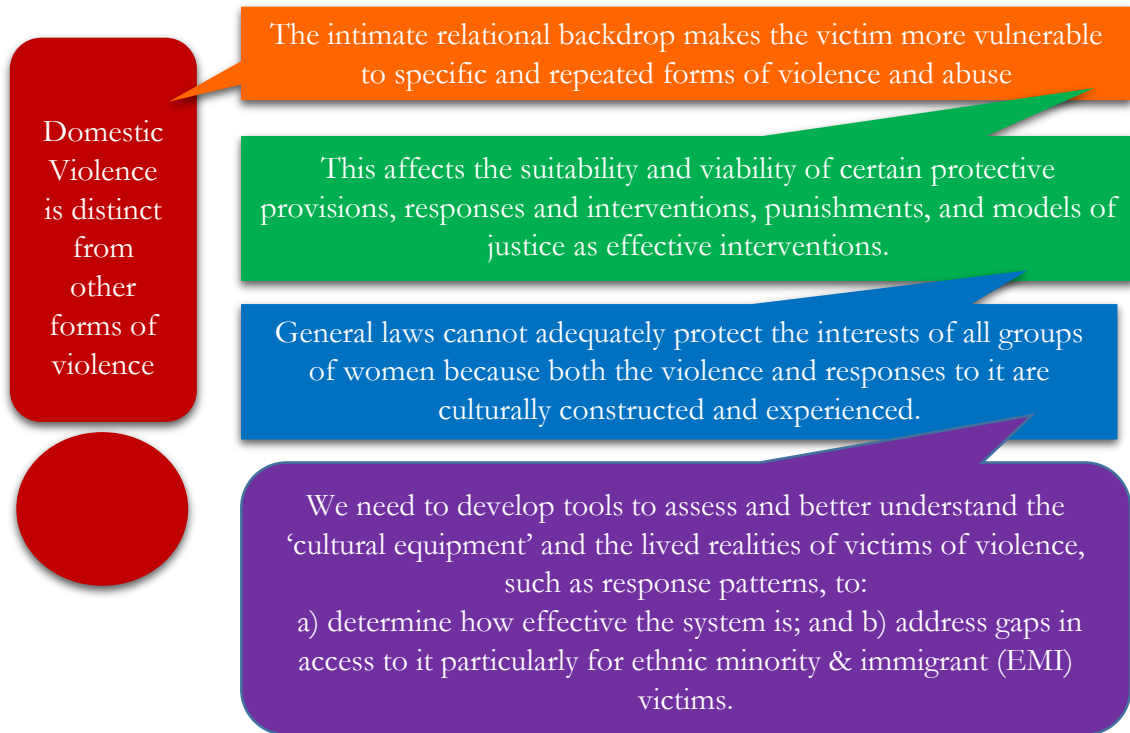 Domestic
Violence
is distinct
from
other
forms of
violence
The intimate relational backdrop makes the victim more vulnerable
to specific and repeated forms of violence and abuse
This affects the suitability and viability of certain protective
provisions, responses and interventions, punishments, and models of
justice as effective interventions.
General laws cannot adequately protect the interests of all groups
of women because both the violence and responses to it are
culturally constructed and experienced.
We need to develop tools to assess and better understand the
‘cultural equipment’ and the lived realities of victims of violence,
such as response patterns, to:
a) determine how effective the system is; and b) address gaps in
access to it particularly for ethnic minority & immigrant (EMI)
victims.